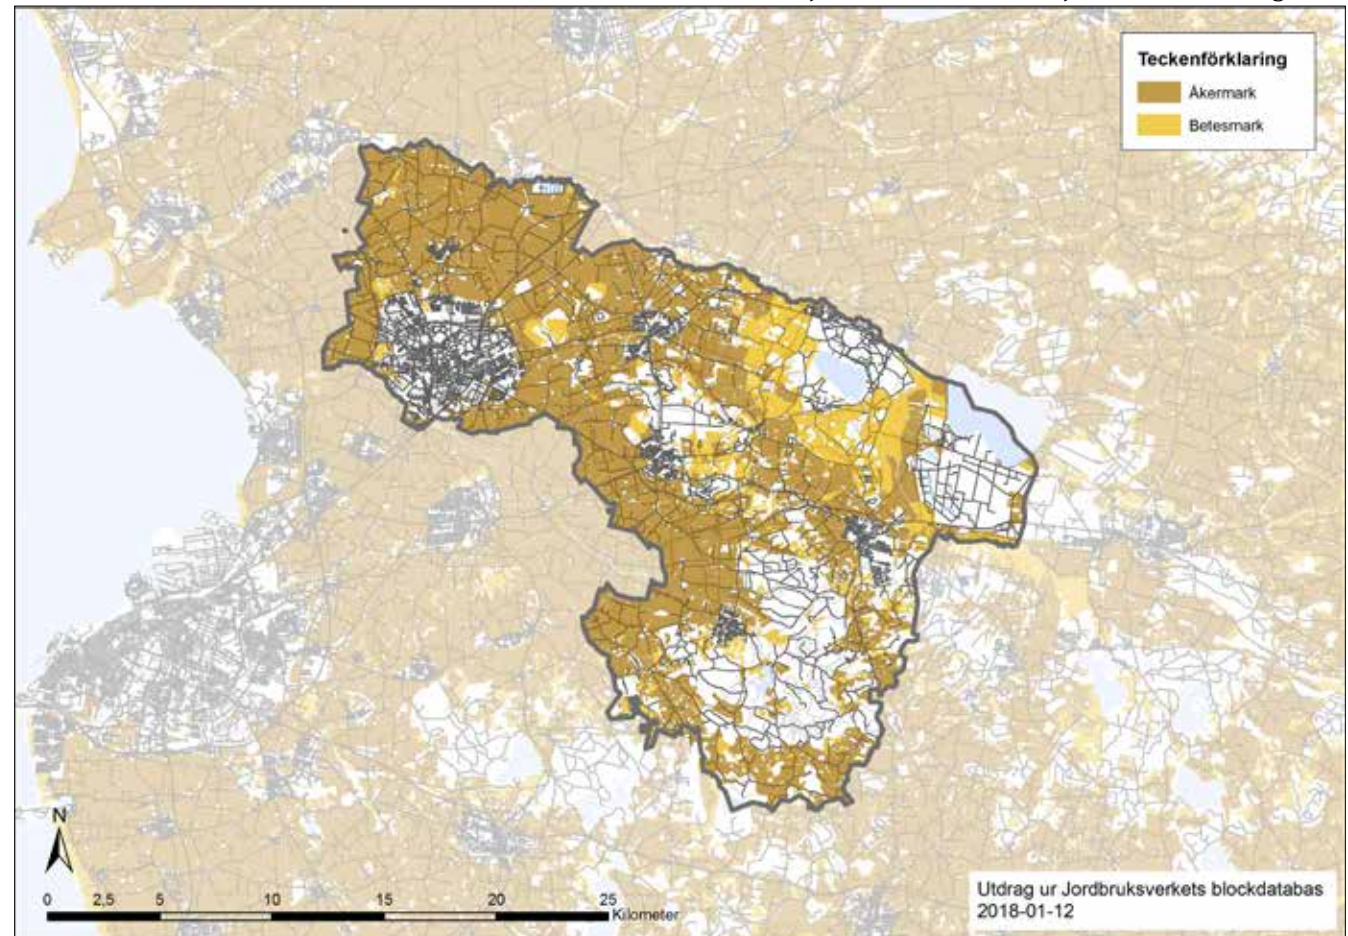 Teckenförklaring
Åkermark
Betesmark
N
0 2,5 5 10 15 20 25
Kilometer
Utdrag ur Jordbruksverkets blockdatabas
2018-01-12